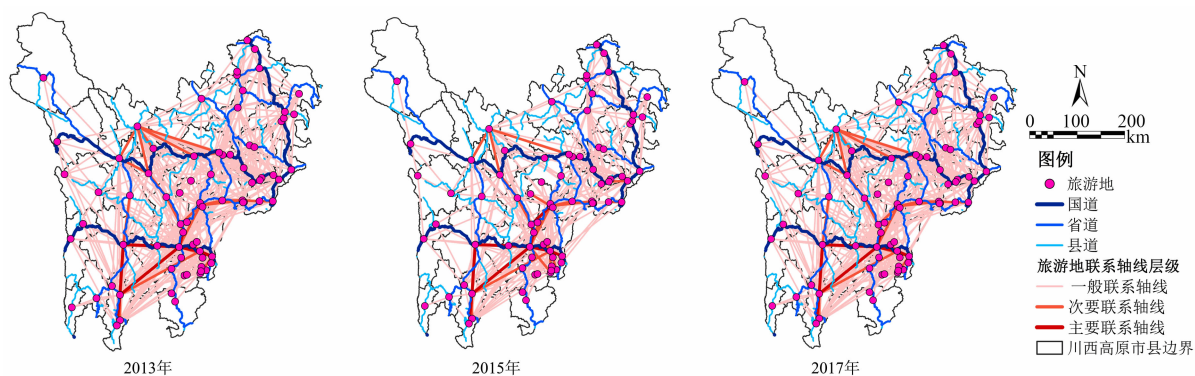 N
0 100 200
km
图例
旅游地
国道
省道
县道
旅游地联系轴线层级
一般联系轴线
次要联系轴线
主要联系轴线
川西高原市县边界
2013年
2015年
2017年